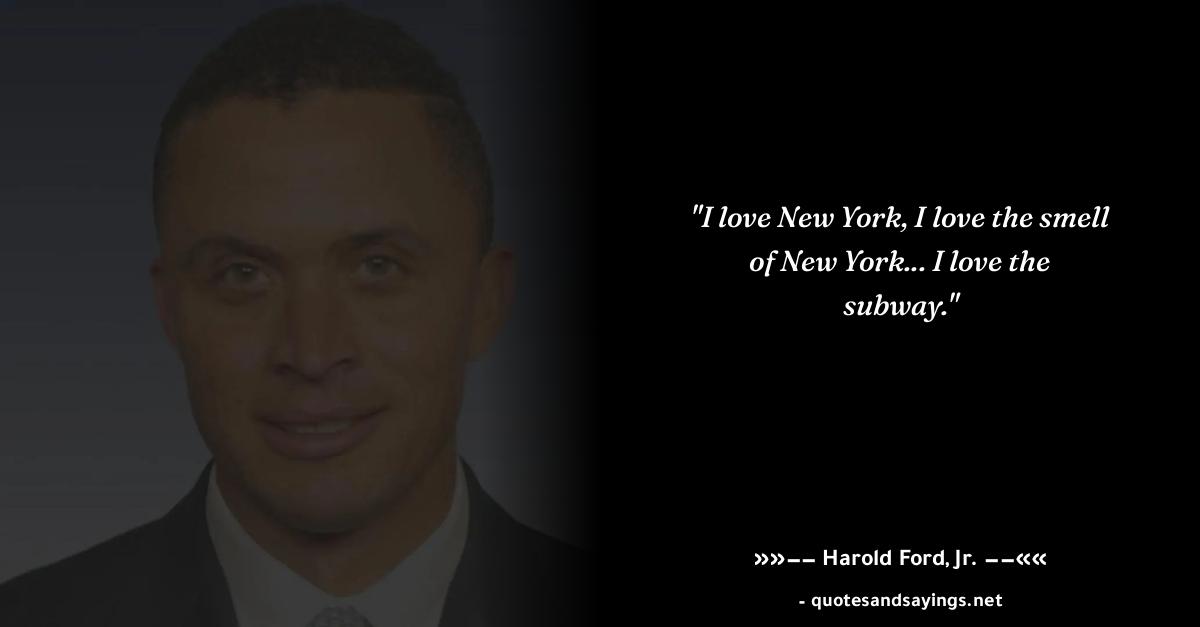 "I love New York, I love the smell
of New York... I love the
subway."
»»−− Harold Ford, Jr. −−««
- quotesandsayings.net